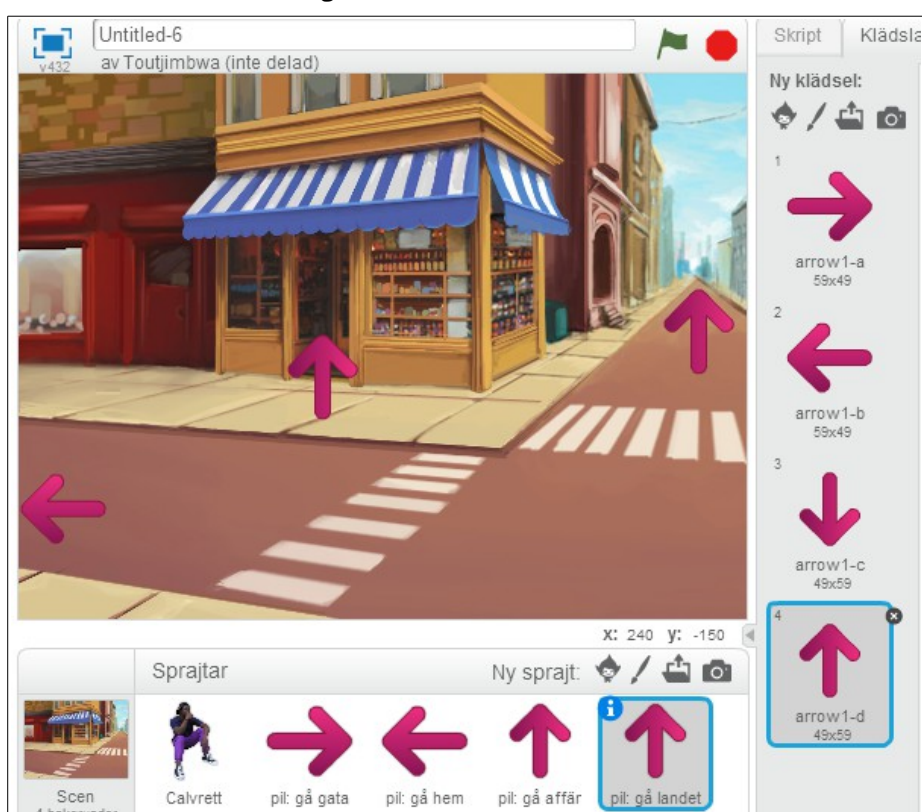 Untitled-6
v432
av Toutjimbwa (inte delad)
Skript
Klädsla
Ny klädsel:
1
arrow1-a
59x49
2
arrow1-b
59x49
3
arrow1-c
49x59
4
arrow1-d
49x59
x: 240 y: -150
Sprajtar
Ny sprajt:
Scen
Calvrett
pil: gå gata
pil: gå hem
pil: gå affär
pil: gå landet